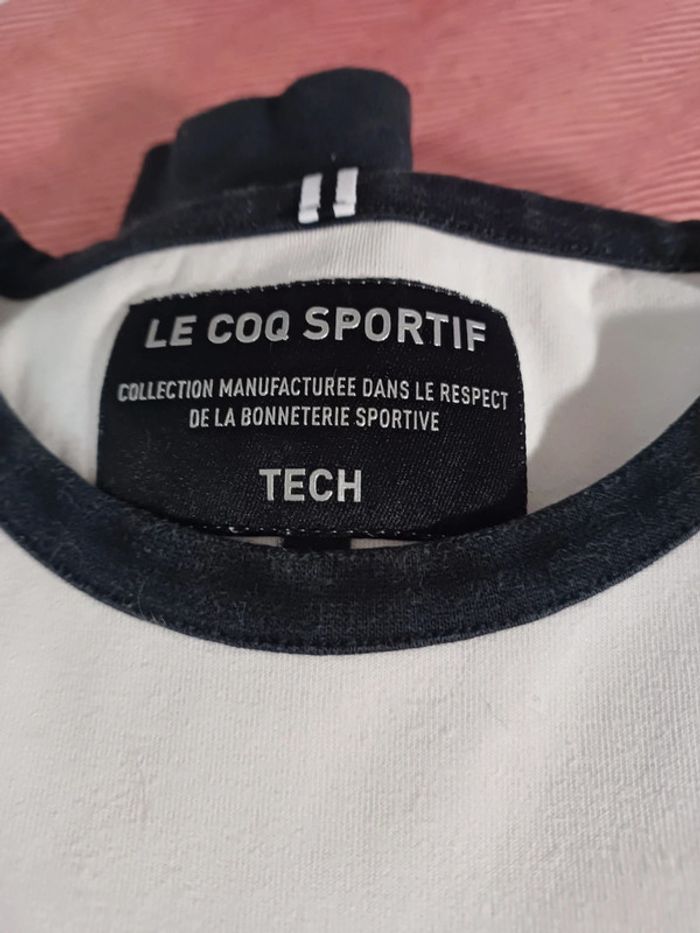 LE COQ SPORTIF
COLLECTION MANUFACTUREE DANS LE RESPECT
DE LA BONNETERIE SPORTIVE
TECH